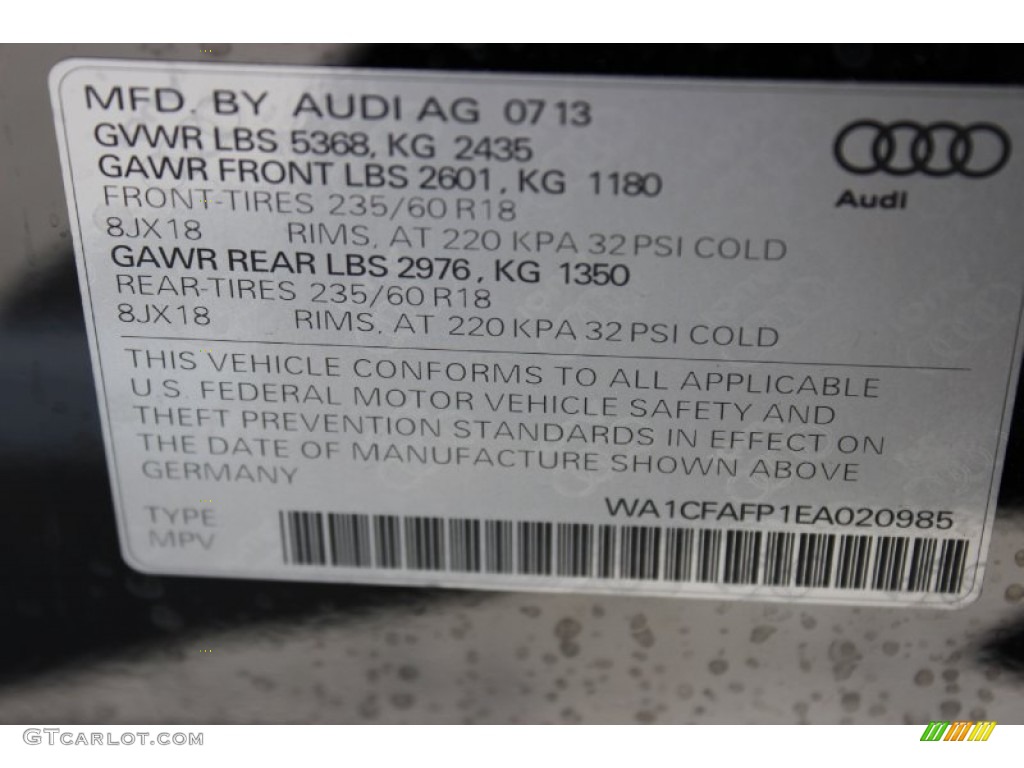 MFD. BY AUDI AG 07 13
GVWR LBS 5368, KG 2435
GAWR FRONT LBS 2601, KG 1180
FRONT-TIRES 235/60 R18
8JX18 RIMS, AT 220 KPA 32 PSI COLD
GAWR REAR LBS 2976, KG 1350
REAR-TIRES 235/60 R18
8JX18 RIMS, AT 220 KPA 32 PSI COLD
Audi
THIS VEHICLE CONFORMS TO ALL APPLICABLE
U.S. FEDERAL MOTOR VEHICLE SAFETY AND
THEFT PREVENTION STANDARDS IN EFFECT ON
THE DATE OF MANUFACTURE SHOWN ABOVE
GERMANY
WA1CFAFP1EA020985
TYPE
MPV
GTCARLOT.COM